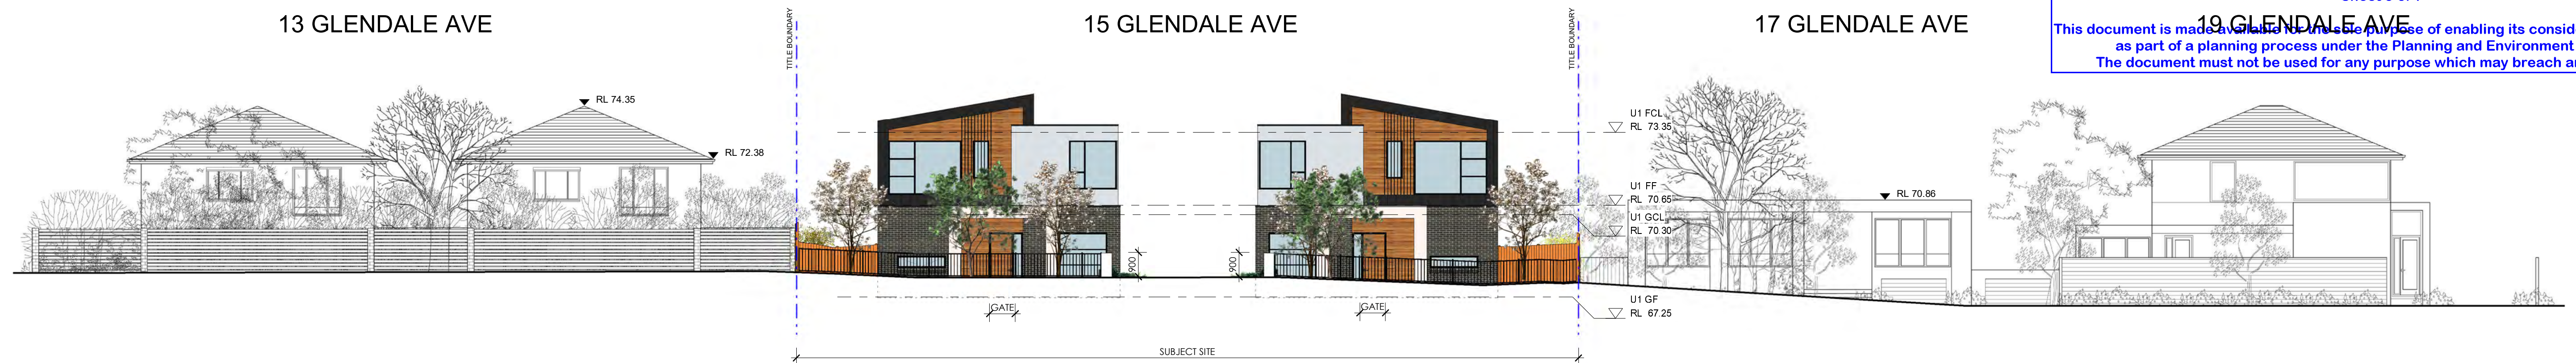 13 GLENDALE AVE
15 GLENDALE AVE
17 GLENDALE AVE
19 GLENDALE AVE
This document is made available for the sole purpose of enabling its consid
as part of a planning process under the Planning and Environment
The document must not be used for any purpose which may breach a
TITLE BOUNDARY
TITLE BOUNDARY
RL 74.35
RL 72.38
U1 FCL
RL 73.35
U1 FF
RL 70.65
U1 GCL
RL 70.30
RL 70.86
900
900
GATE
GATE
U1 GF
RL 67.25
SUBJECT SITE